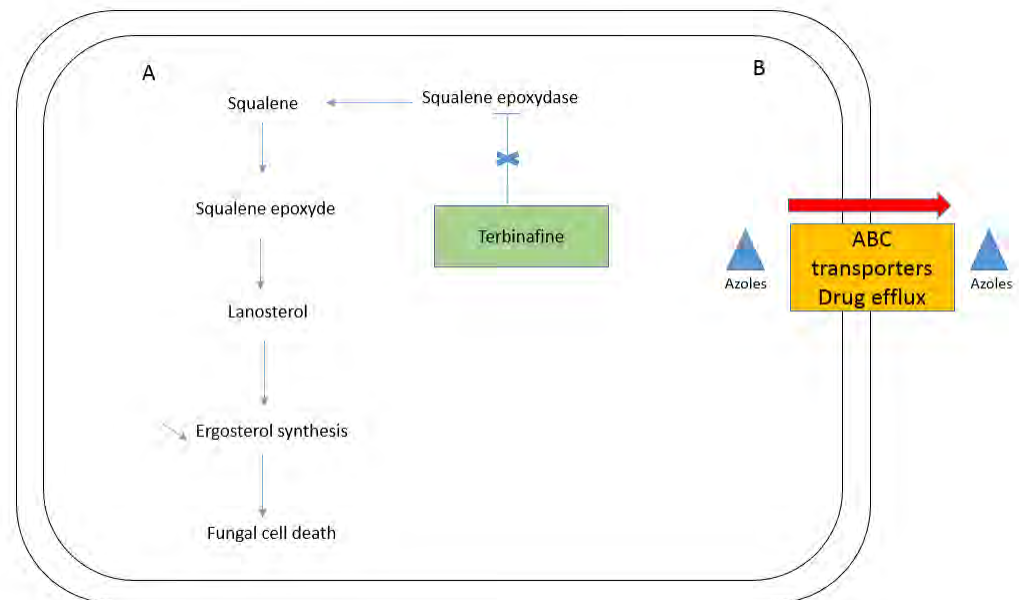 A
B
Squalene
Squalene epoxydase
Squalene epoxyde
Terbinafine
Lanosterol
Ergosterol synthesis
Fungal cell death
Azoles
ABC
transporters
Drug efflux
Azoles